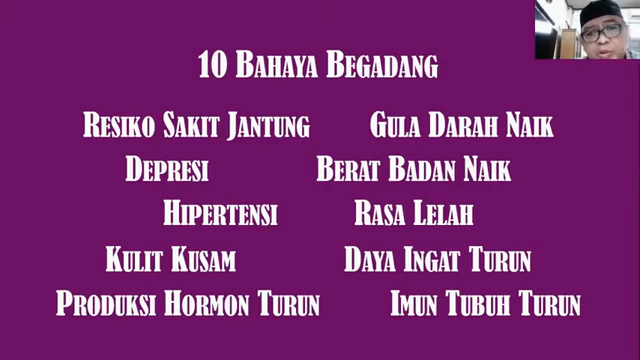 10 BAHAYA BEGADANG
RESIKO SAKIT JANTUNG GULA DARAH NAIK
DEPRESI BERAT BADAN NAIK
HIPERTENSI RASA LELAH
KULIT KUSAM DAYA INGAT TURUN
PRODUKSI HORMON TURUN IMUN TUBUH TURUN